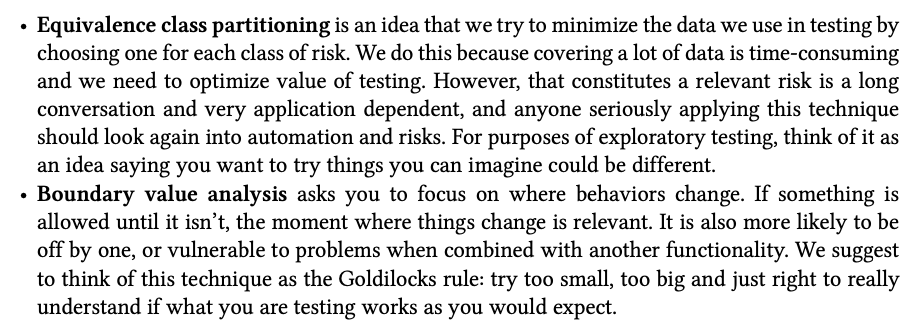 • Equivalence class partitioning is an idea that we try to minimize the data we use in testing by
choosing one for each class of risk. We do this because covering a lot of data is time-consuming
and we need to optimize value of testing. However, that constitutes a relevant risk is a long
conversation and very application dependent, and anyone seriously applying this technique
should look again into automation and risks. For purposes of exploratory testing, think of it as
an idea saying you want to try things you can imagine could be different.
• Boundary value analysis asks you to focus on where behaviors change. If something is
allowed until it isn’t, the moment where things change is relevant. It is also more likely to be
off by one, or vulnerable to problems when combined with another functionality. We suggest
to think of this technique as the Goldilocks rule: try too small, too big and just right to really
understand if what you are testing works as you would expect.